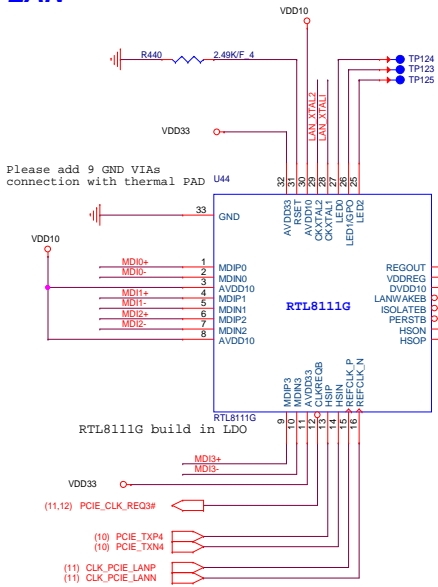 LAN
VDD10
R440 2.49K/F_4
TP124
TP123
TP125
LAN_XTAL2
LAN_XTALI
VDD33
Please add 9 GND VIAs
connection with thermal PAD
U44
32 31 30 29 28 27 26 25
AVDD33 RSET AVDD10 CKXTAL2 CKXTAL1 LED0 LED1/GPO LED2
33 GND
VDD10
MDI0+ 1 MDIP0
MDI0- 2 MDIN0
3 AVDD10
MDI1+ 4 MDIP1
MDI1- 5 MDIN1
MDI2+ 6 MDIP2
MDI2- 7 MDIN2
8 AVDD10
RTL8111G
REGOUT
VDDREG
DVDD10
LANWAKEB
ISOLATEB
PERSTB
HSON
HSOP
MDIP3 MDIN3 AVDD33 CLKREQB HSIP HSIN REFCLK_P REFCLK_N
RTL8111G
9 10 11 12 13 14 15 16
RTL8111G build in LDO
MDI3+
MDI3-
VDD33
(11,12) PCIE_CLK_REQ3#
(10) PCIE_TXP4
(10) PCIE_TXN4
(11) CLK_PCIE_LANP
(11) CLK_PCIE_LANN